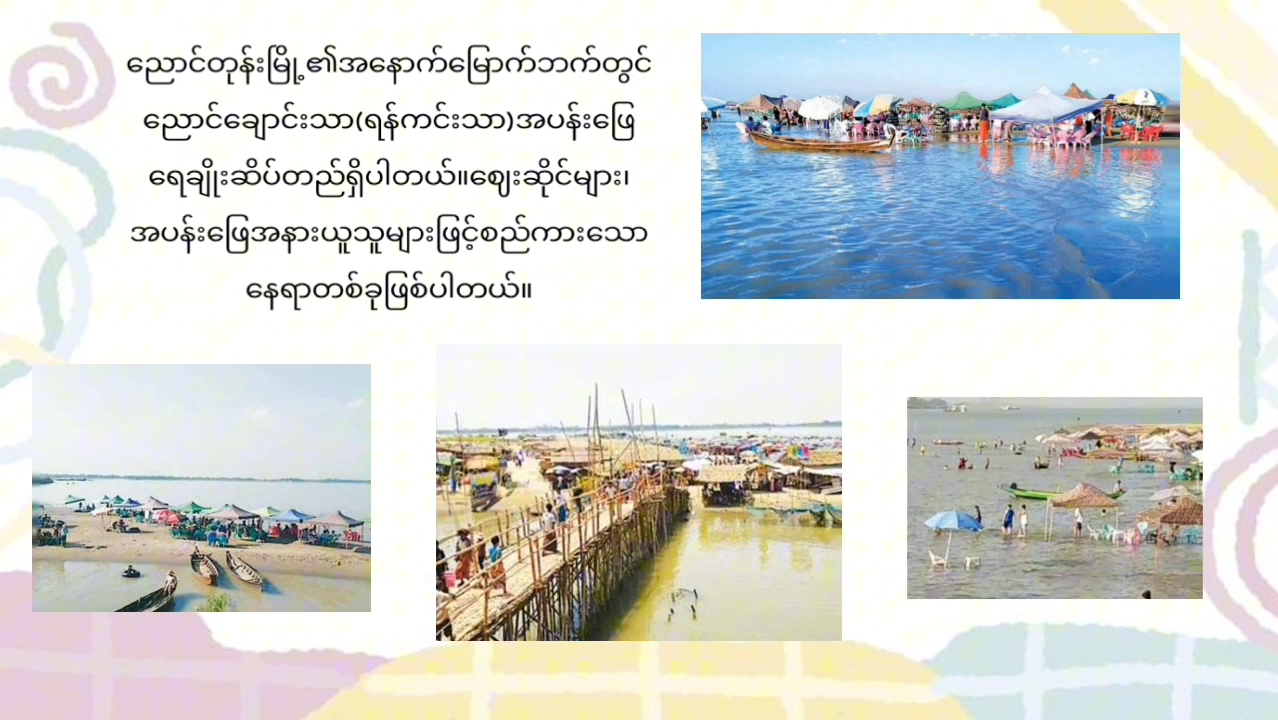 ညောင်တုန်းမြို့၏အနောက်မြောက်ဘက်တွင်
ညောင်ချောင်းသာ(ရန်ကင်းသာ)အပန်းဖြေ
ရေချိုးဆိပ်တည်ရှိပါတယ်။ဈေးဆိုင်များ၊
အပန်းဖြေအနားယူသူများဖြင့်စည်ကားသော
နေရာတစ်ခုဖြစ်ပါတယ်။